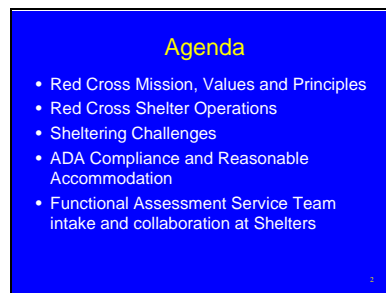 Agenda
• Red Cross Mission, Values and Principles
• Red Cross Shelter Operations
• Sheltering Challenges
• ADA Compliance and Reasonable
Accommodation
• Functional Assessment Service Team
intake and collaboration at Shelters
2